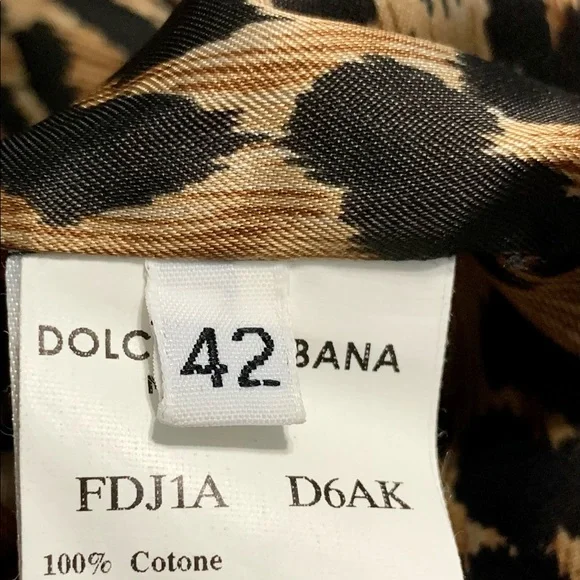 DOLC BANA
42
FDJ1A D6AK
100% Cotone